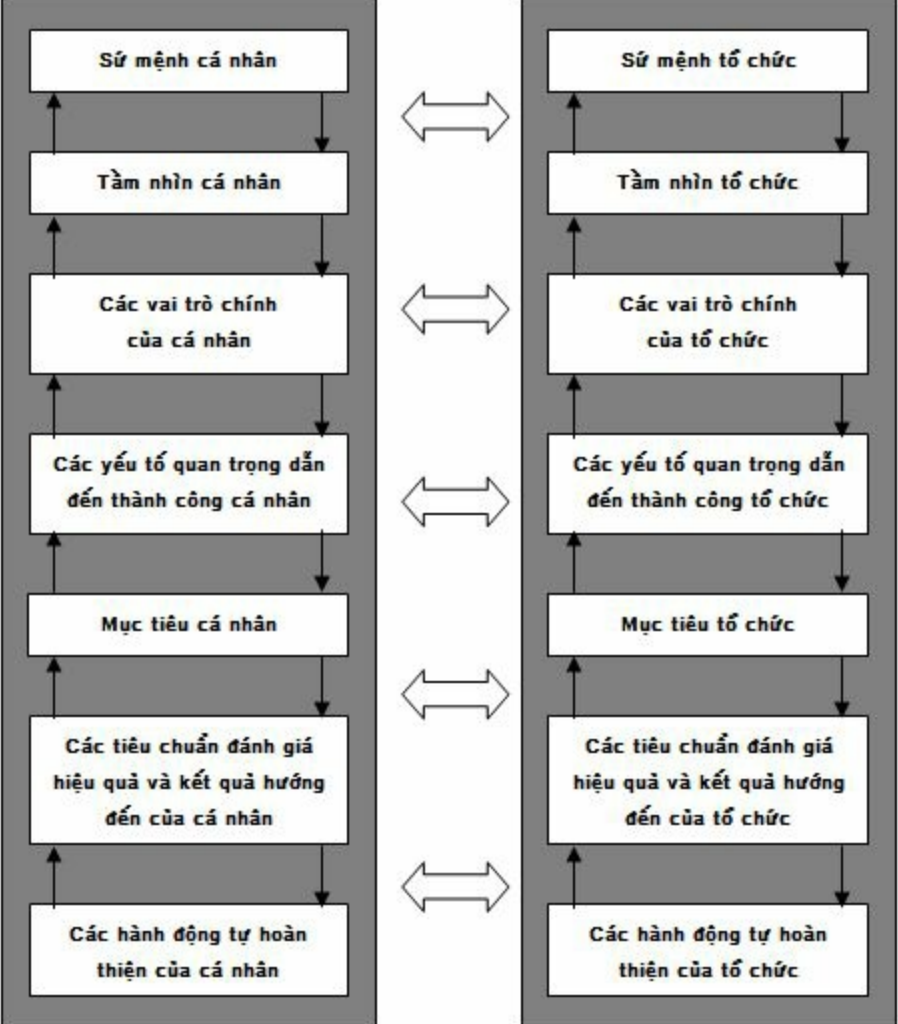 Sứ mệnh cá nhân
Tầm nhìn cá nhân
Các vai trò chính
của cá nhân
Các yếu tố quan trọng dẫn
đến thành công cá nhân
Mục tiêu cá nhân
Các tiêu chuẩn đánh giá
hiệu quả và kết quả hướng
đến của cá nhân
Các hành động tự hoàn
thiện của cá nhân
Sứ mệnh tổ chức
Tầm nhìn tổ chức
Các vai trò chính
của tổ chức
Các yếu tố quan trọng dẫn
đến thành công tổ chức
Mục tiêu tổ chức
Các tiêu chuẩn đánh giá
hiệu quả và kết quả hướng
đến của tổ chức
Các hành động tự hoàn
thiện của tổ chức